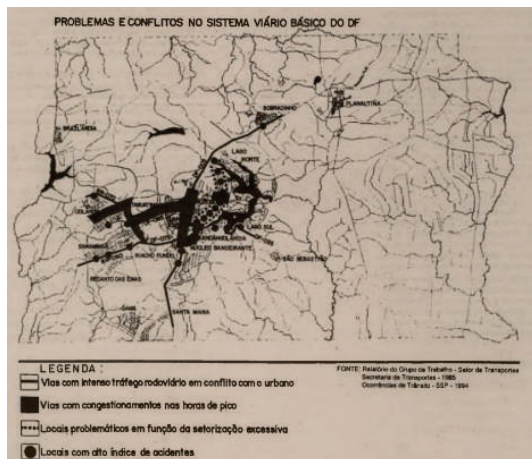 PROBLEMAS E CONFLITOS NO SISTEMA VIÁRIO BÁSICO DO DF
SOBRADINHO
PLANALTINA
BRAZLÂNDIA
LAGO
NORTE
LAGO SUL
CANDANGOLÂNDIA
NÚCLEO BANDEIRANTE
RIACHO FUNDO
SÃO SEBASTIÃO
RECANTO DAS EMAS
SANTA MARIA
GAMA
LEGENDA:
Vias com intenso tráfego rodoviário em conflito com o urbano
Vias com congestionamentos nas horas de pico
Locais problemáticos em função da setorização excessiva
Locais com alto índice de acidentes
FONTE: Relatório do Grupo de Trabalho - Setor de Transportes
Secretaria de Transportes - 1985
Ocorrências de Trânsito - SSP - 1994